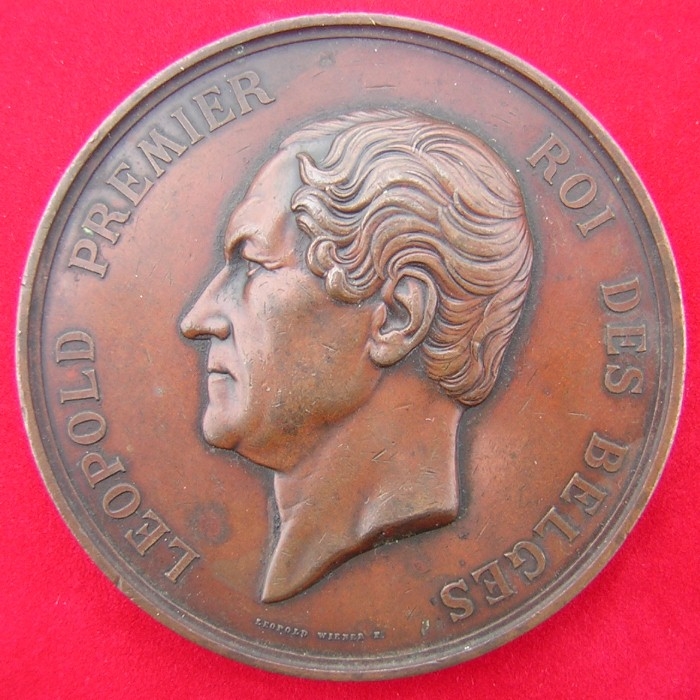 LEOPOLD PREMIER ROI DES BELGES
LEOPOLD WIENER F.